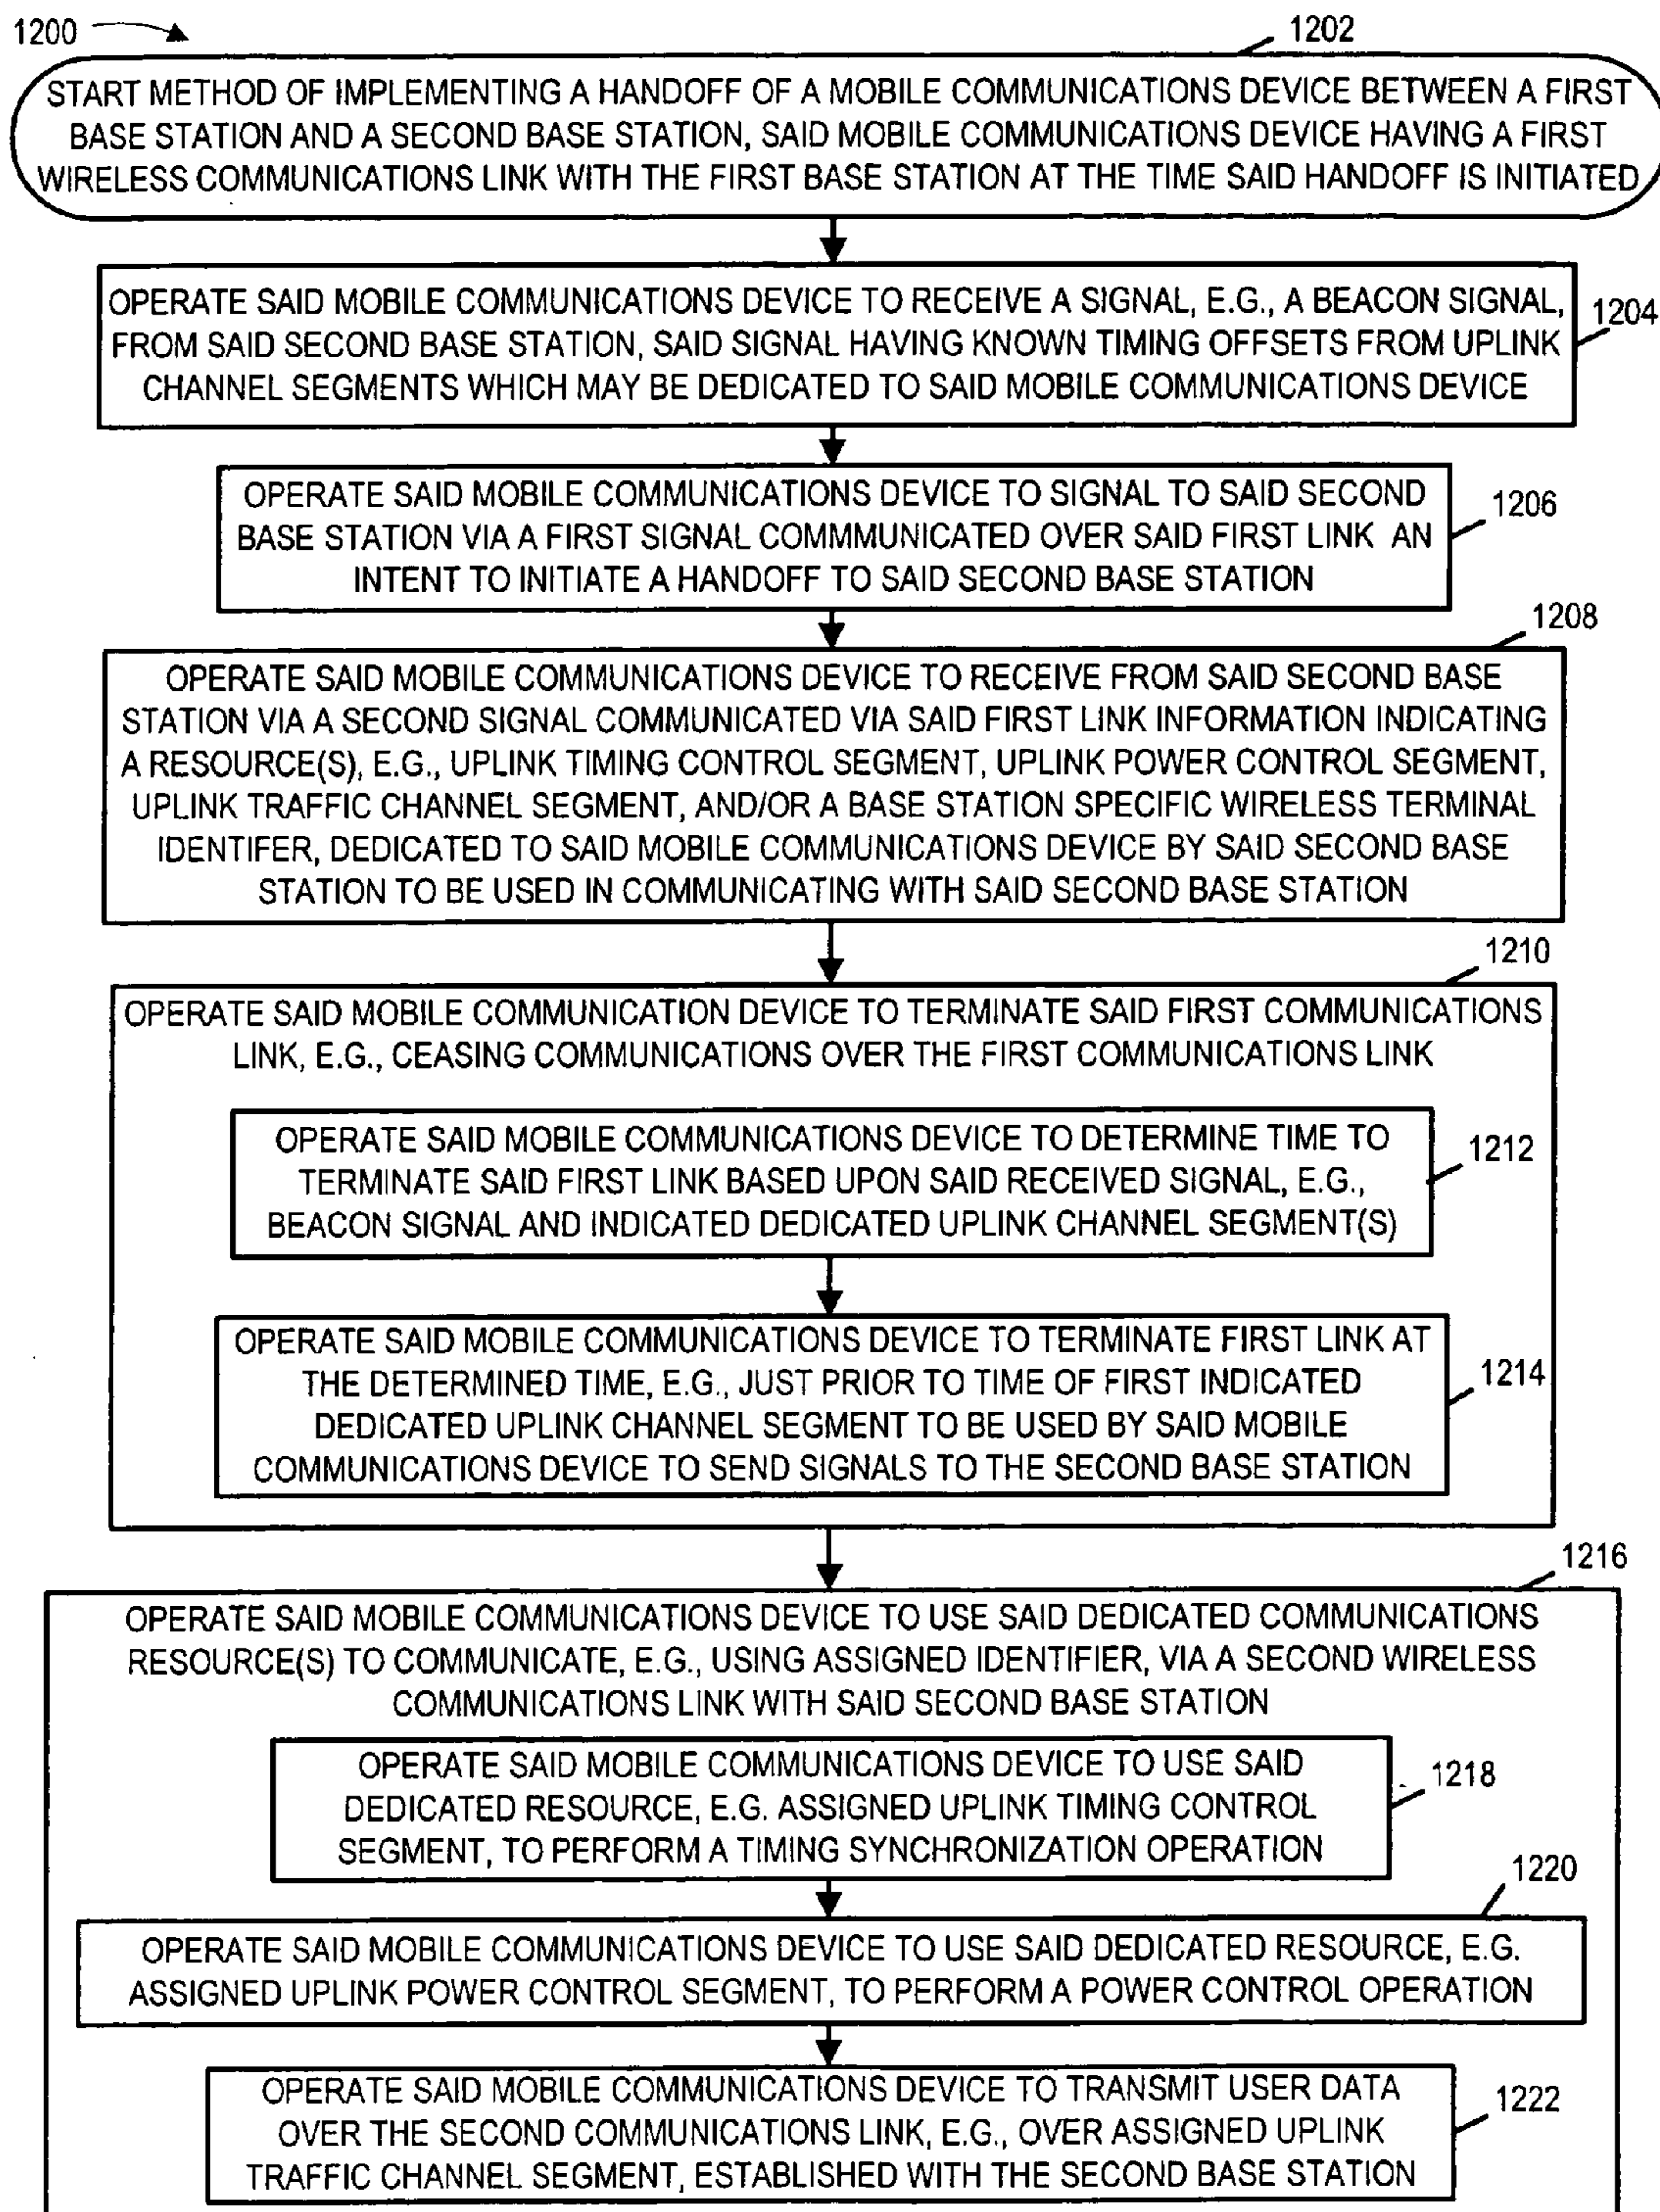 1200
1202
START METHOD OF IMPLEMENTING A HANDOFF OF A MOBILE COMMUNICATIONS DEVICE BETWEEN A FIRST
BASE STATION AND A SECOND BASE STATION, SAID MOBILE COMMUNICATIONS DEVICE HAVING A FIRST
WIRELESS COMMUNICATIONS LINK WITH THE FIRST BASE STATION AT THE TIME SAID HANDOFF IS INITIATED
OPERATE SAID MOBILE COMMUNICATIONS DEVICE TO RECEIVE A SIGNAL, E.G., A BEACON SIGNAL,
FROM SAID SECOND BASE STATION, SAID SIGNAL HAVING KNOWN TIMING OFFSETS FROM UPLINK
CHANNEL SEGMENTS WHICH MAY BE DEDICATED TO SAID MOBILE COMMUNICATIONS DEVICE
1204
OPERATE SAID MOBILE COMMUNICATIONS DEVICE TO SIGNAL TO SAID SECOND
BASE STATION VIA A FIRST SIGNAL COMMMUNICATED OVER SAID FIRST LINK AN
INTENT TO INITIATE A HANDOFF TO SAID SECOND BASE STATION
1206
1208
OPERATE SAID MOBILE COMMUNICATIONS DEVICE TO RECEIVE FROM SAID SECOND BASE
STATION VIA A SECOND SIGNAL COMMUNICATED VIA SAID FIRST LINK INFORMATION INDICATING
A RESOURCE(S), E.G., UPLINK TIMING CONTROL SEGMENT, UPLINK POWER CONTROL SEGMENT,
UPLINK TRAFFIC CHANNEL SEGMENT, AND/OR A BASE STATION SPECIFIC WIRELESS TERMINAL
IDENTIFER, DEDICATED TO SAID MOBILE COMMUNICATIONS DEVICE BY SAID SECOND BASE
STATION TO BE USED IN COMMUNICATING WITH SAID SECOND BASE STATION
1210
OPERATE SAID MOBILE COMMUNICATION DEVICE TO TERMINATE SAID FIRST COMMUNICATIONS
LINK, E.G., CEASING COMMUNICATIONS OVER THE FIRST COMMUNICATIONS LINK
OPERATE SAID MOBILE COMMUNICATIONS DEVICE TO DETERMINE TIME TO
TERMINATE SAID FIRST LINK BASED UPON SAID RECEIVED SIGNAL, E.G.,
BEACON SIGNAL AND INDICATED DEDICATED UPLINK CHANNEL SEGMENT(S)
1212
OPERATE SAID MOBILE COMMUNICATIONS DEVICE TO TERMINATE FIRST LINK AT
THE DETERMINED TIME, E.G., JUST PRIOR TO TIME OF FIRST INDICATED
DEDICATED UPLINK CHANNEL SEGMENT TO BE USED BY SAID MOBILE
COMMUNICATIONS DEVICE TO SEND SIGNALS TO THE SECOND BASE STATION
1214
1216
OPERATE SAID MOBILE COMMUNICATIONS DEVICE TO USE SAID DEDICATED COMMUNICATIONS
RESOURCE(S) TO COMMUNICATE, E.G., USING ASSIGNED IDENTIFIER, VIA A SECOND WIRELESS
COMMUNICATIONS LINK WITH SAID SECOND BASE STATION
OPERATE SAID MOBILE COMMUNICATIONS DEVICE TO USE SAID
DEDICATED RESOURCE, E.G. ASSIGNED UPLINK TIMING CONTROL
SEGMENT, TO PERFORM A TIMING SYNCHRONIZATION OPERATION
1218
1220
OPERATE SAID MOBILE COMMUNICATIONS DEVICE TO USE SAID DEDICATED RESOURCE, E.G.
ASSIGNED UPLINK POWER CONTROL SEGMENT, TO PERFORM A POWER CONTROL OPERATION
OPERATE SAID MOBILE COMMUNICATIONS DEVICE TO TRANSMIT USER DATA
OVER THE SECOND COMMUNICATIONS LINK, E.G., OVER ASSIGNED UPLINK
TRAFFIC CHANNEL SEGMENT, ESTABLISHED WITH THE SECOND BASE STATION
1222